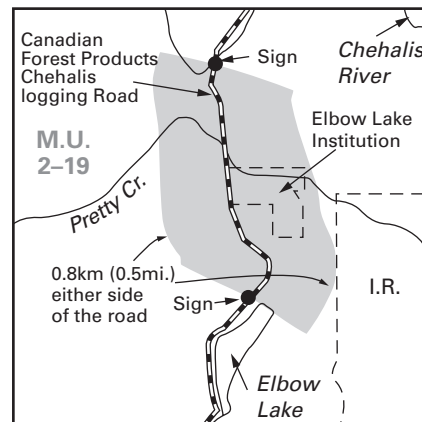 Canadian
Forest Products
Chehalis
logging Road
Sign
Chehalis
River
Elbow Lake
Institution
M.U.
2–19
Pretty Cr.
0.8km (0.5mi.)
either side
of the road
I.R.
Sign
Elbow
Lake